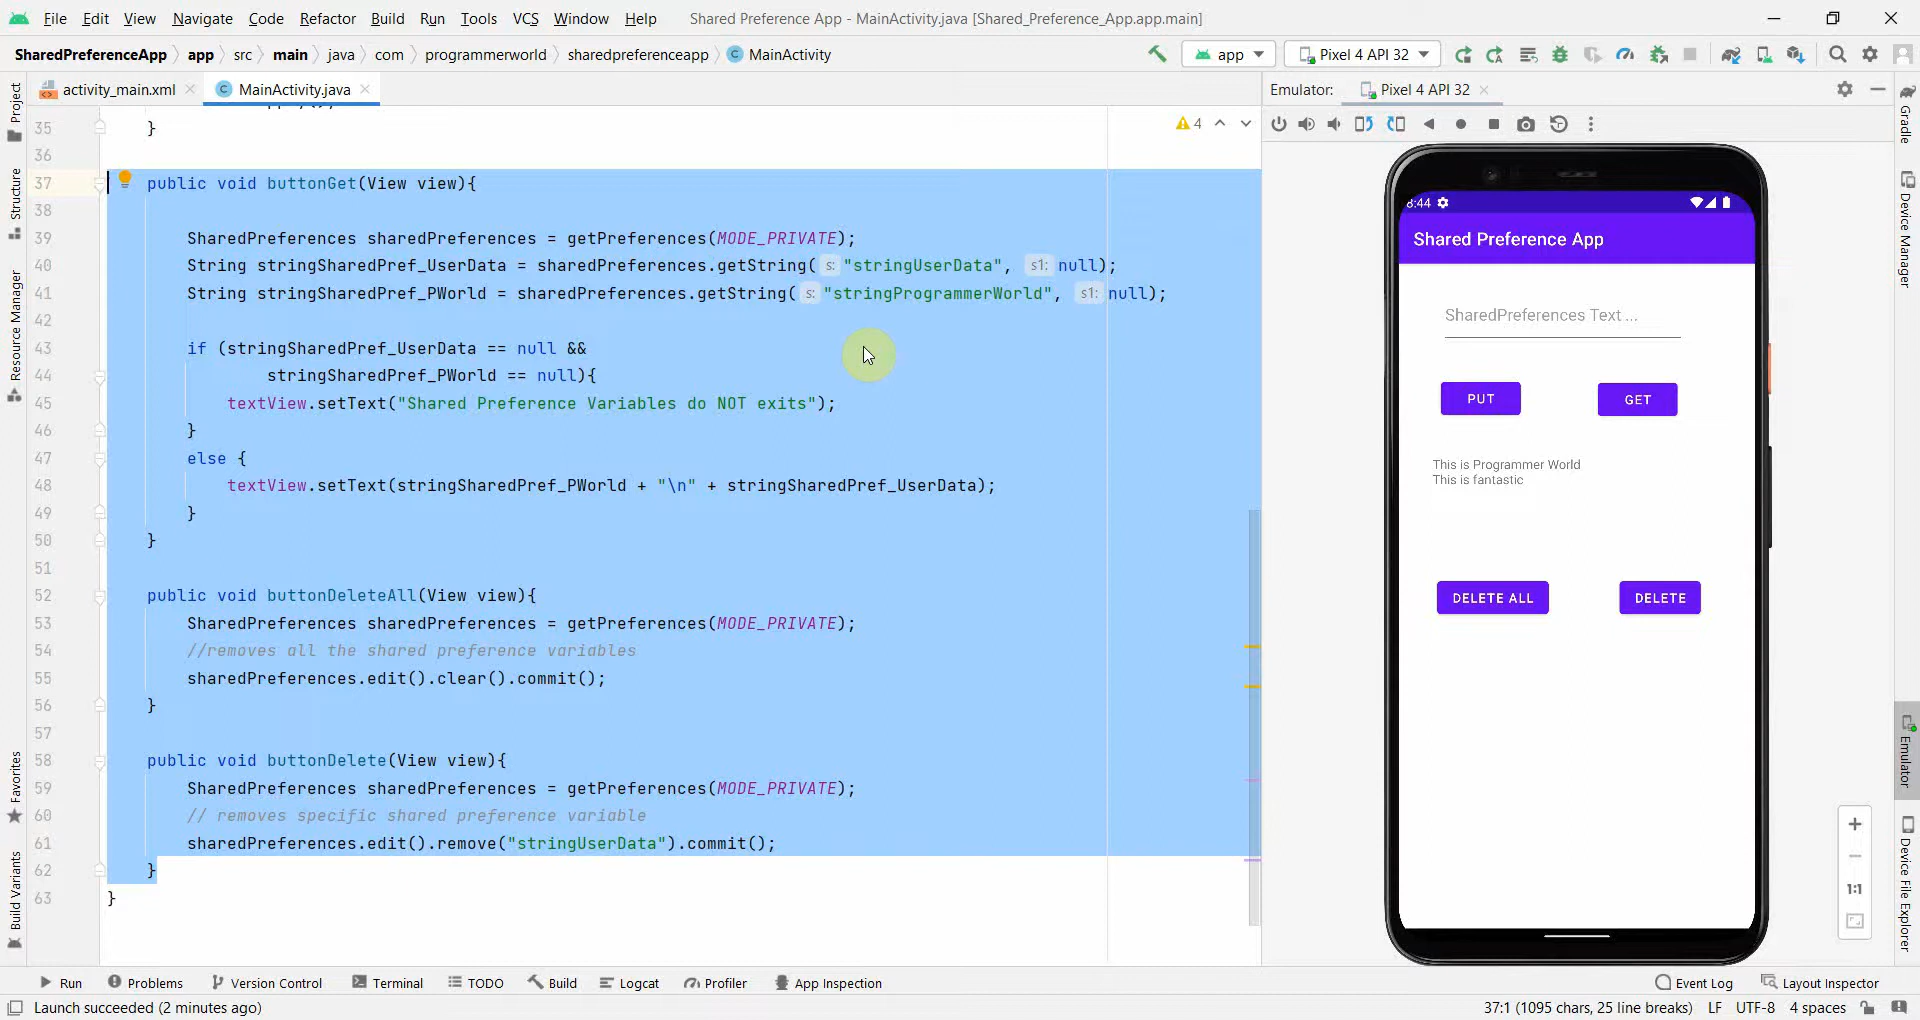 File Edit View Navigate Code Refactor Build Run Tools VCS Window Help Shared Preference App - MainActivity.java [Shared_Preference_App.app.main]
SharedPreferenceApp app src main java com programmerworld sharedpreferenceapp C MainActivity app Pixel 4 API 32
activity_main.xml C MainActivity.java Emulator: Pixel 4 API 32
4
35 }
36
37 public void buttonGet(View view){
38
39 SharedPreferences sharedPreferences = getPreferences(MODE_PRIVATE);
40 String stringSharedPref_UserData = sharedPreferences.getString( s: "stringUserData", s1: null);
41 String stringSharedPref_PWorld = sharedPreferences.getString( s: "stringProgrammerWorld", s1: null);
42
43 if (stringSharedPref_UserData == null &&
44 stringSharedPref_PWorld == null){
45 textView.setText("Shared Preference Variables do NOT exits");
46 }
47 else {
48 textView.setText(stringSharedPref_PWorld + "\n" + stringSharedPref_UserData);
49 }
50 }
51
52 public void buttonDeleteAll(View view){
53 SharedPreferences sharedPreferences = getPreferences(MODE_PRIVATE);
54 //removes all the shared preference variables
55 sharedPreferences.edit().clear().commit();
56 }
57
58 public void buttonDelete(View view){
59 SharedPreferences sharedPreferences = getPreferences(MODE_PRIVATE);
60 // removes specific shared preference variable
61 sharedPreferences.edit().remove("stringUserData").commit();
62 }
63 }
8:44
Shared Preference App
SharedPreferences Text ...
PUT GET
This is Programmer World
This is fantastic
DELETE ALL DELETE
1:1
Project
Structure
Resource Manager
Favorites
Build Variants
Gradle
Device Manager
Emulator
Device File Explorer
Run Problems Version Control Terminal TODO Build Logcat Profiler App Inspection Event Log Layout Inspector
Launch succeeded (2 minutes ago) 37:1 (1095 chars, 25 line breaks) LF UTF-8 4 spaces